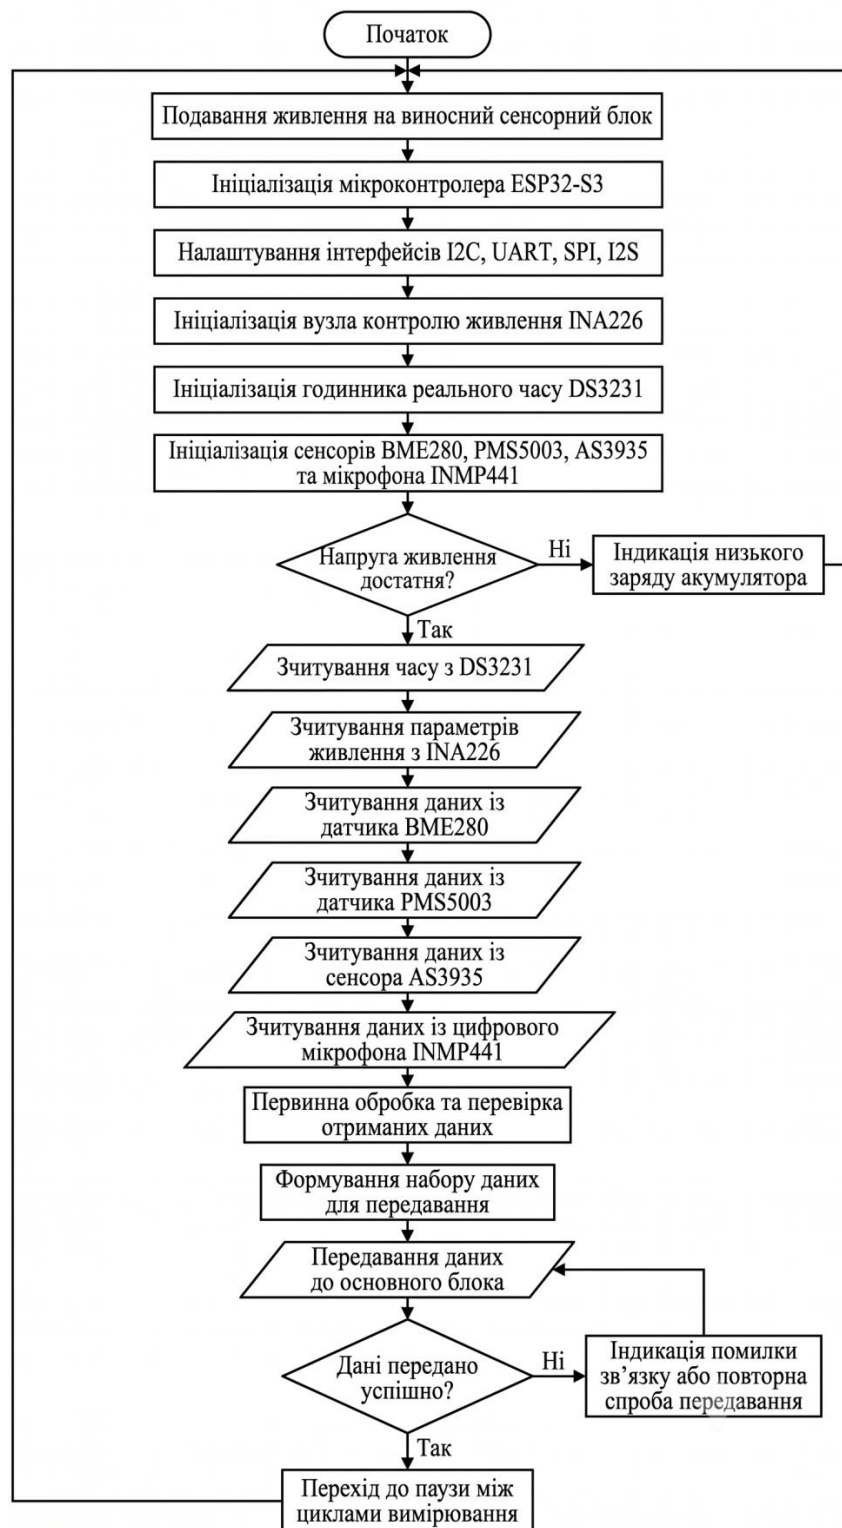 Початок
Подавання живлення на виносний сенсорний блок
Ініціалізація мікроконтролера ESP32-S3
Налаштування інтерфейсів I2C, UART, SPI, I2S
Ініціалізація вузла контролю живлення INA226
Ініціалізація годинника реального часу DS3231
Ініціалізація сенсорів BME280, PMS5003, AS3935
та мікрофона INMP441
Напруга живлення
достатня?
Ні
Індикація низького
заряду акумулятора
Так
Зчитування часу з DS3231
Зчитування параметрів
живлення з INA226
Зчитування даних із
датчика BME280
Зчитування даних із
датчика PMS5003
Зчитування даних із
сенсора AS3935
Зчитування даних із цифрового
мікрофона INMP441
Первинна обробка та перевірка
отриманих даних
Формування набору даних
для передавання
Передавання даних
до основного блока
Дані передано
успішно?
Ні
Індикація помилки
зв’язку або повторна
спроба передавання
Так
Перехід до паузи між
циклами вимірювання